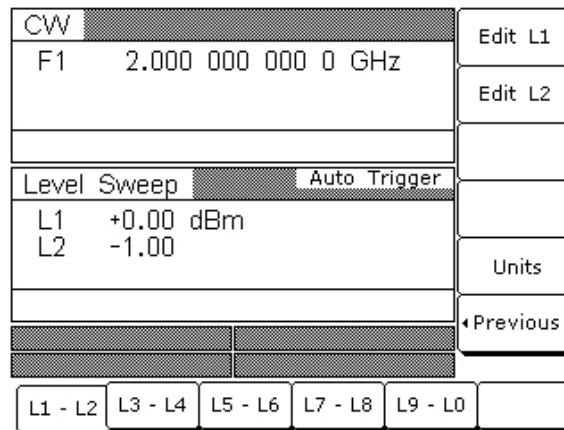 CW
F1 2.000 000 000 0 GHz
Level Sweep Auto Trigger
L1 +0.00 dBm
L2 -1.00
Edit L1
Edit L2
Units
Previous
L1 - L2 L3 - L4 L5 - L6 L7 - L8 L9 - L0